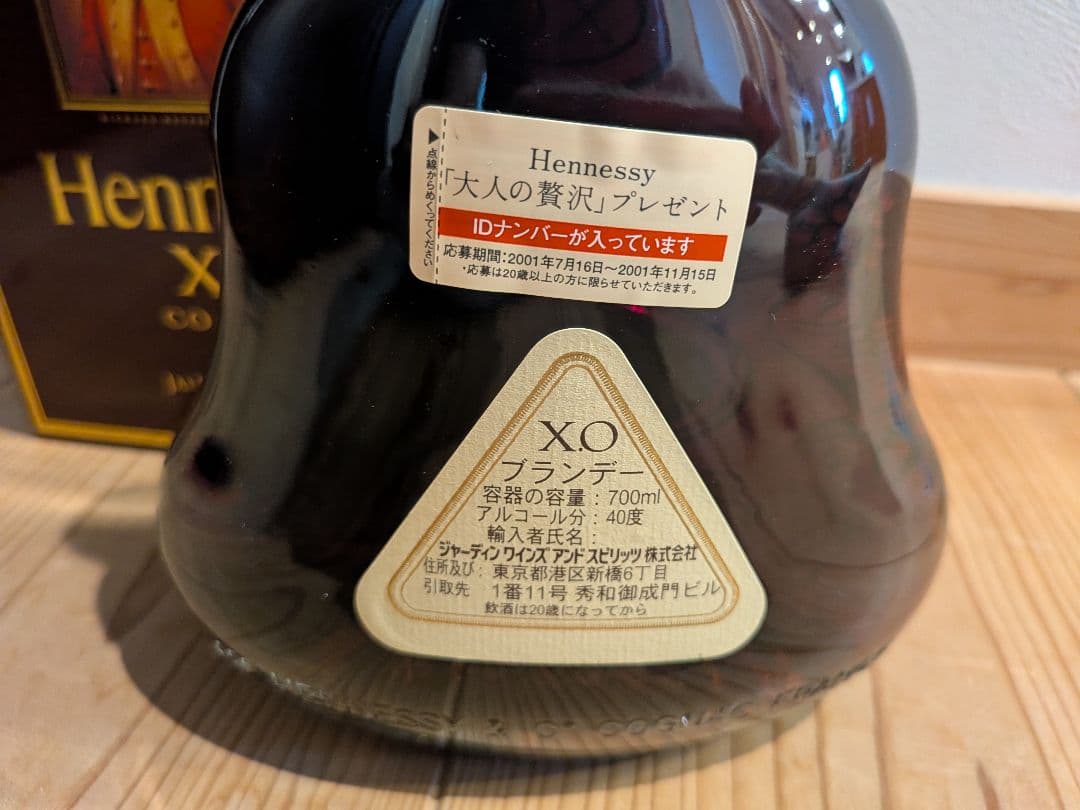 Henn
X
CO
▶点線からめくってください
Hennessy
「大人の贅沢」プレゼント
IDナンバーが入っています
応募期間:2001年7月16日〜2001年11月15日
・応募は20歳以上の方に限らせていただきます。
X.O
ブランデー
容器の容量：700ml
アルコール分：40度
輸入者氏名：
ジャーディン ワインズ アンド スピリッツ 株式会社
住所及び：東京都港区新橋6丁目
引取先 1番11号 秀和御成門ビル
飲酒は20歳になってから
HENNESSY & Co COGNAC FRANCE